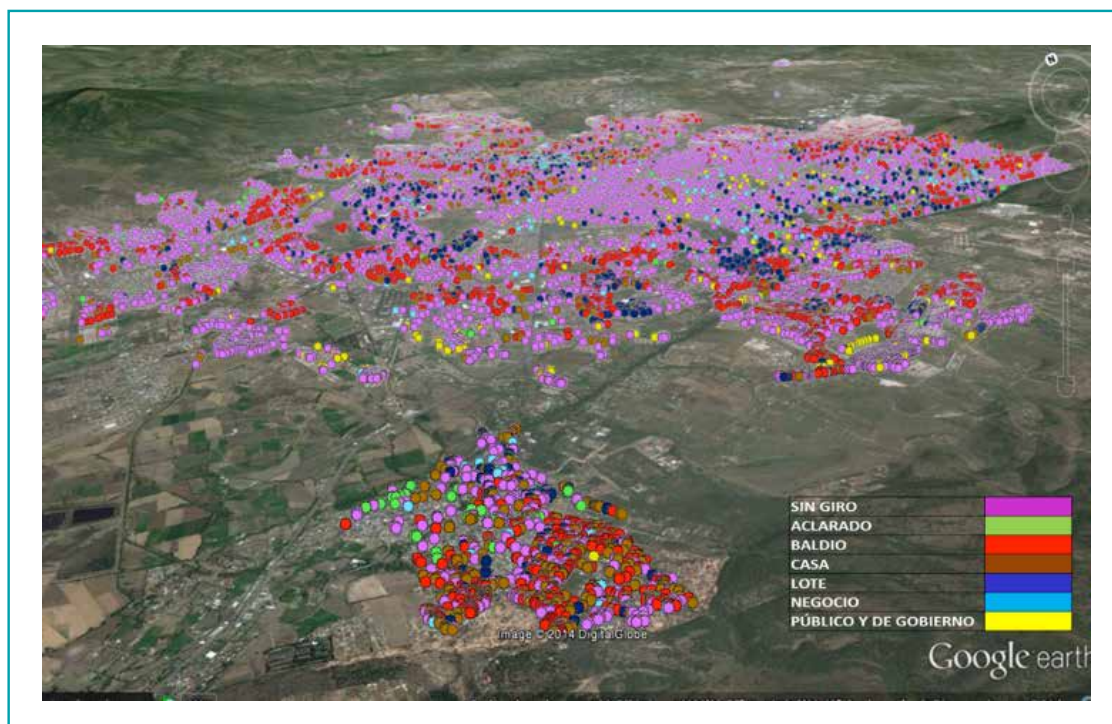 N
SIN GIRO
ACLARADO
BALDIO
CASA
LOTE
NEGOCIO
PÚBLICO Y DE GOBIERNO
Image © 2014 DigitalGlobe
Google earth